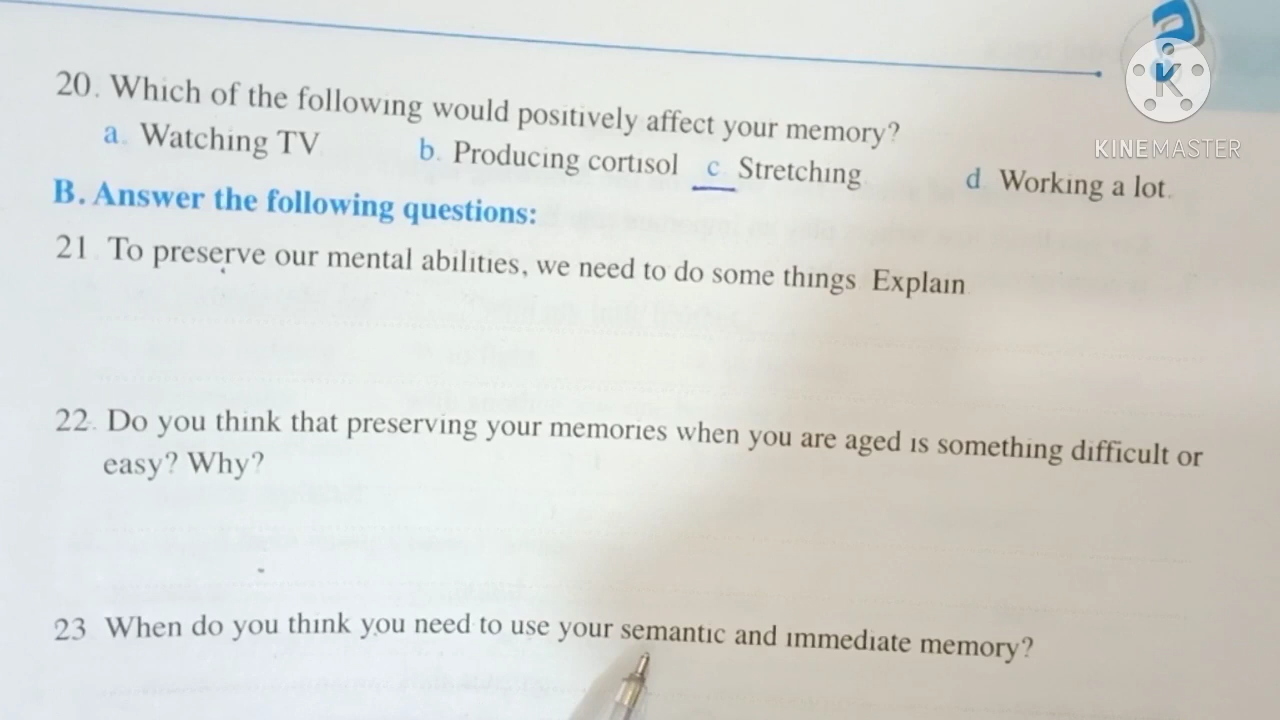 20. Which of the following would positively affect your memory?
a. Watching TV b. Producing cortisol c. Stretching d. Working a lot.
B. Answer the following questions:
21. To preserve our mental abilities, we need to do some things. Explain.
22. Do you think that preserving your memories when you are aged is something difficult or
easy? Why?
23. When do you think you need to use your semantic and immediate memory?
KINEMASTER